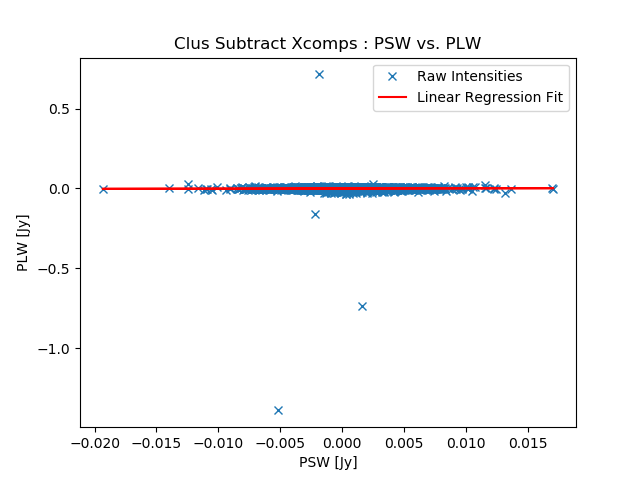 Clus Subtract Xcomps : PSW vs. PLW
Raw Intensities
Linear Regression Fit
0.5
0.0
−0.5
−1.0
PLW [Jy]
−0.020 −0.015 −0.010 −0.005 0.000 0.005 0.010 0.015
PSW [Jy]